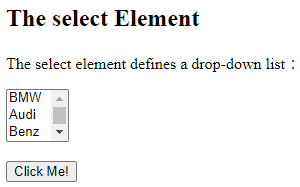 The select Element
The select element defines a drop-down list：
BMW
Audi
Benz
Click Me!